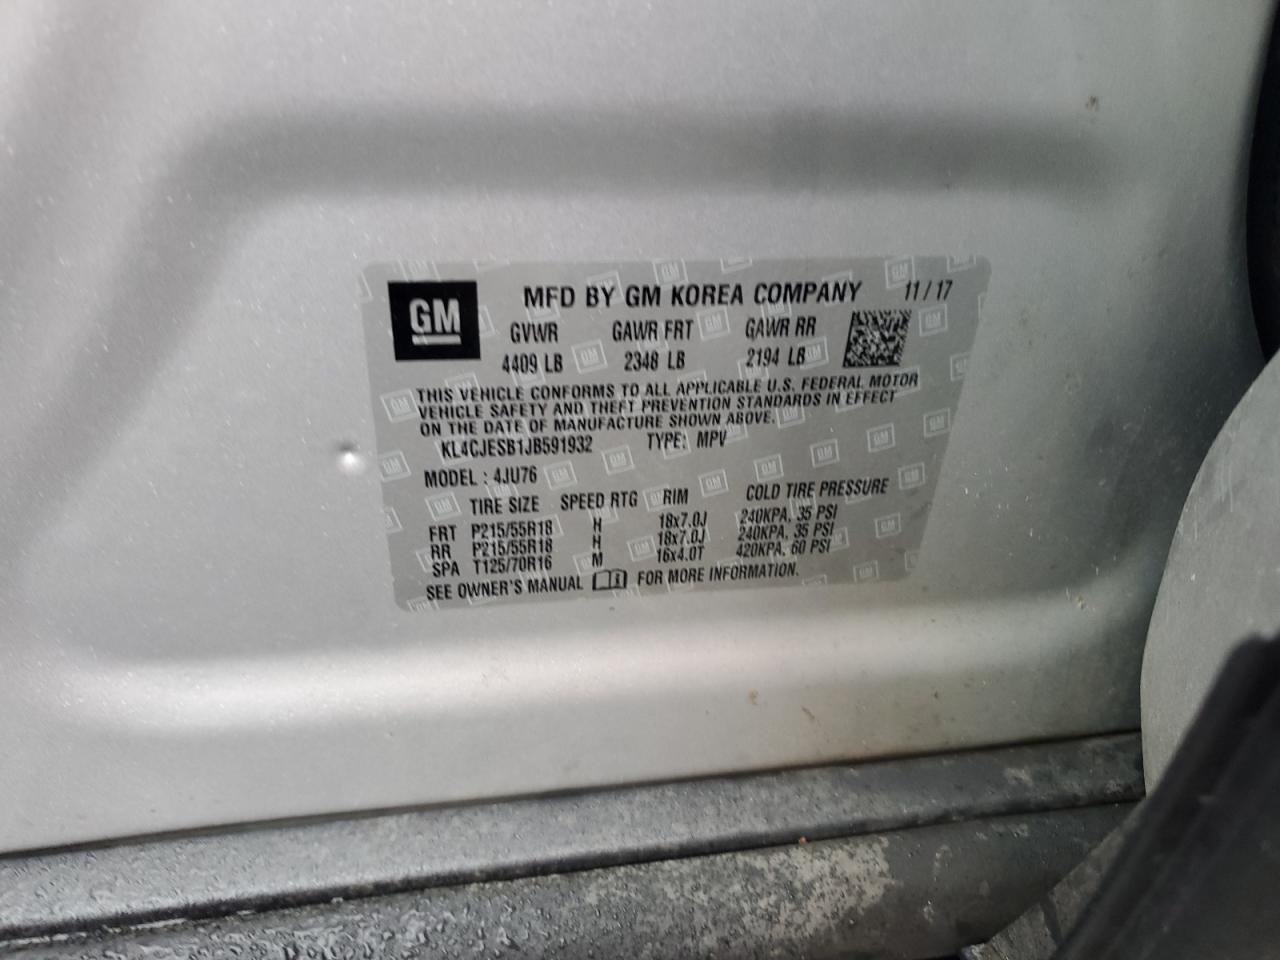 GM MFD BY GM KOREA COMPANY 11/17
GVWR GAWR FRT GAWR RR
4409 LB 2348 LB 2194 LB
THIS VEHICLE CONFORMS TO ALL APPLICABLE U.S. FEDERAL MOTOR
VEHICLE SAFETY AND THEFT PREVENTION STANDARDS IN EFFECT
ON THE DATE OF MANUFACTURE SHOWN ABOVE.
KL4CJESB1JB591932 TYPE: MPV
MODEL : 4JU76
TIRE SIZE SPEED RTG RIM COLD TIRE PRESSURE
FRT P215/55R18 H 18x7.0J 240KPA, 35 PSI
RR P215/55R18 H 18x7.0J 240KPA, 35 PSI
SPA T125/70R16 M 16x4.0T 420KPA, 60 PSI
SEE OWNER'S MANUAL FOR MORE INFORMATION.